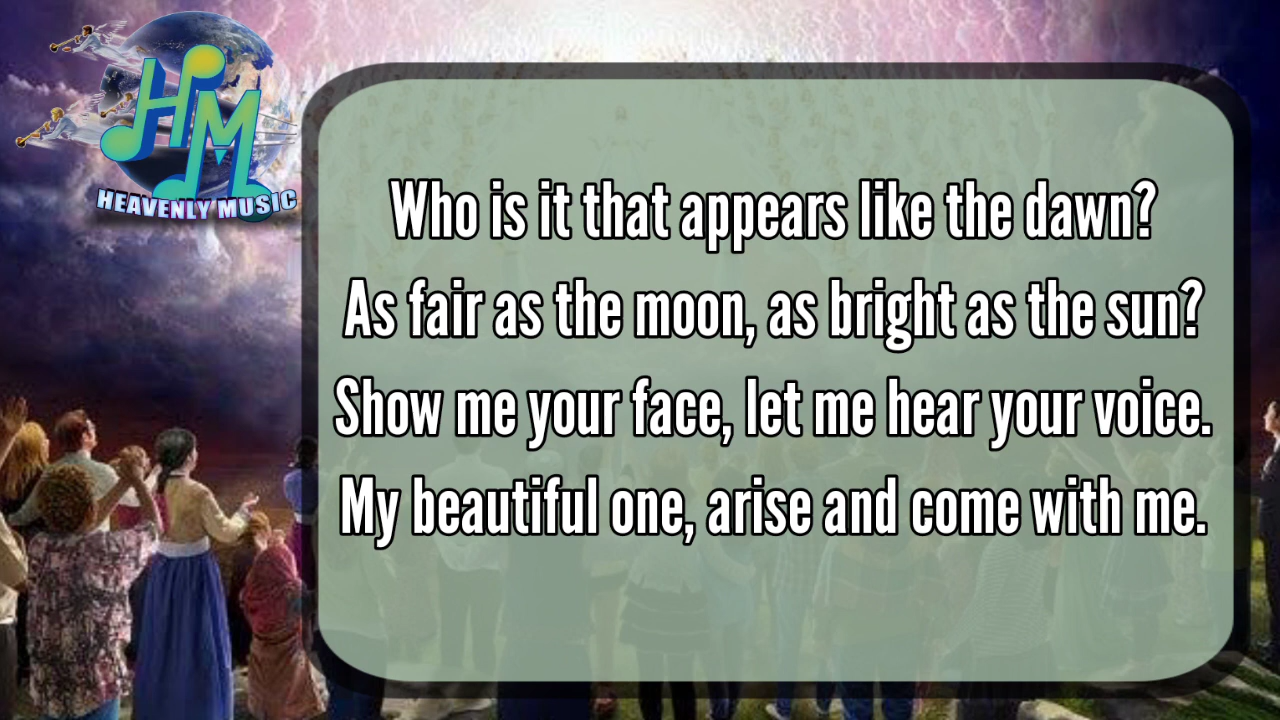 HM
HEAVENLY MUSIC
Who is it that appears like the dawn?
As fair as the moon, as bright as the sun?
Show me your face, let me hear your voice.
My beautiful one, arise and come with me.